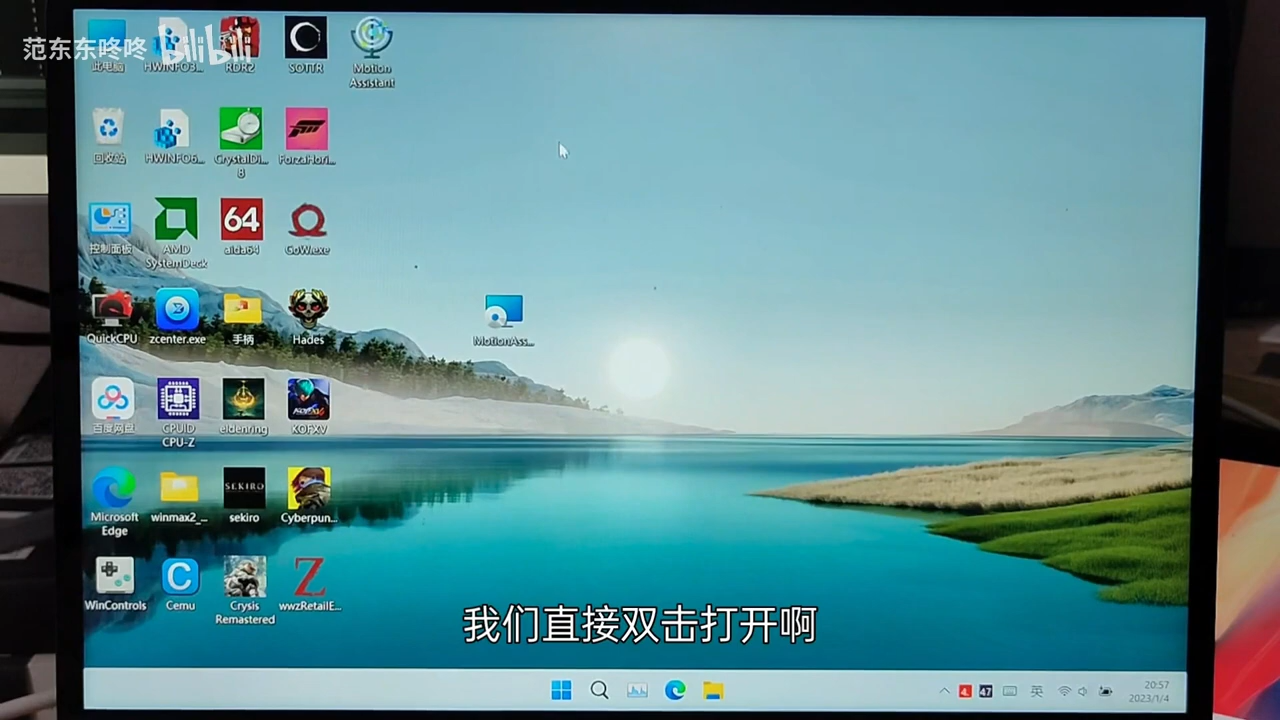 范东东咚咚 bilibili
此电脑
HWiNFO3...
RDR2
SOTTR
Motion
Assistant
回收站
HWiNFO6...
CrystalDi...
8
ForzaHori...
控制面板
AMD
SystemDeck
64
aida64
GoW.exe
QuickCPU
zcenter.exe
手柄
Hades
MotionAss...
百度网盘
CPUID
CPU-Z
eldenring
KOFXV
Microsoft
Edge
winmax2_...
SEKIRO
sekiro
Cyberpun...
WinControls
Cemu
Crysis
Remastered
Z
wwzRetailE...
我们直接双击打开啊
47
英
20:57
2023/1/4